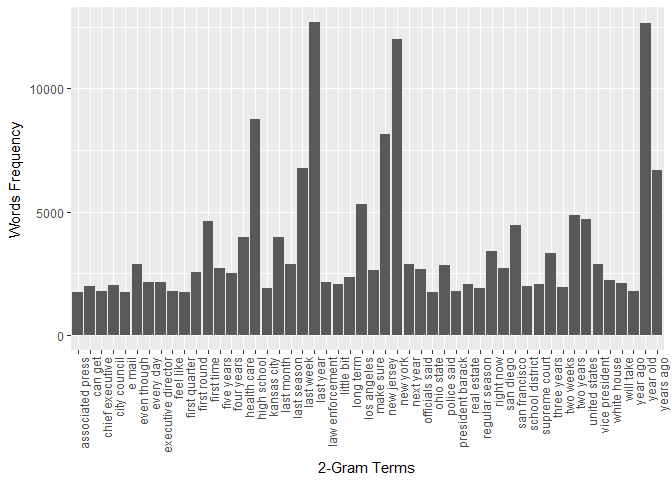 Words Frequency
10000
5000
0
associated press
can get
chief executive
city council
e mail
even though
every day
executive director
feel like
first quarter
first round
first time
five years
four years
health care
high school
kansas city
last month
last season
last week
last year
law enforcement
little bit
long term
los angeles
make sure
new jersey
new york
next year
officials said
ohio state
police said
president barack
real estate
regular season
right now
san diego
san francisco
school district
supreme court
three years
two weeks
two years
united states
vice president
white house
will take
year ago
year old
years ago
2-Gram Terms